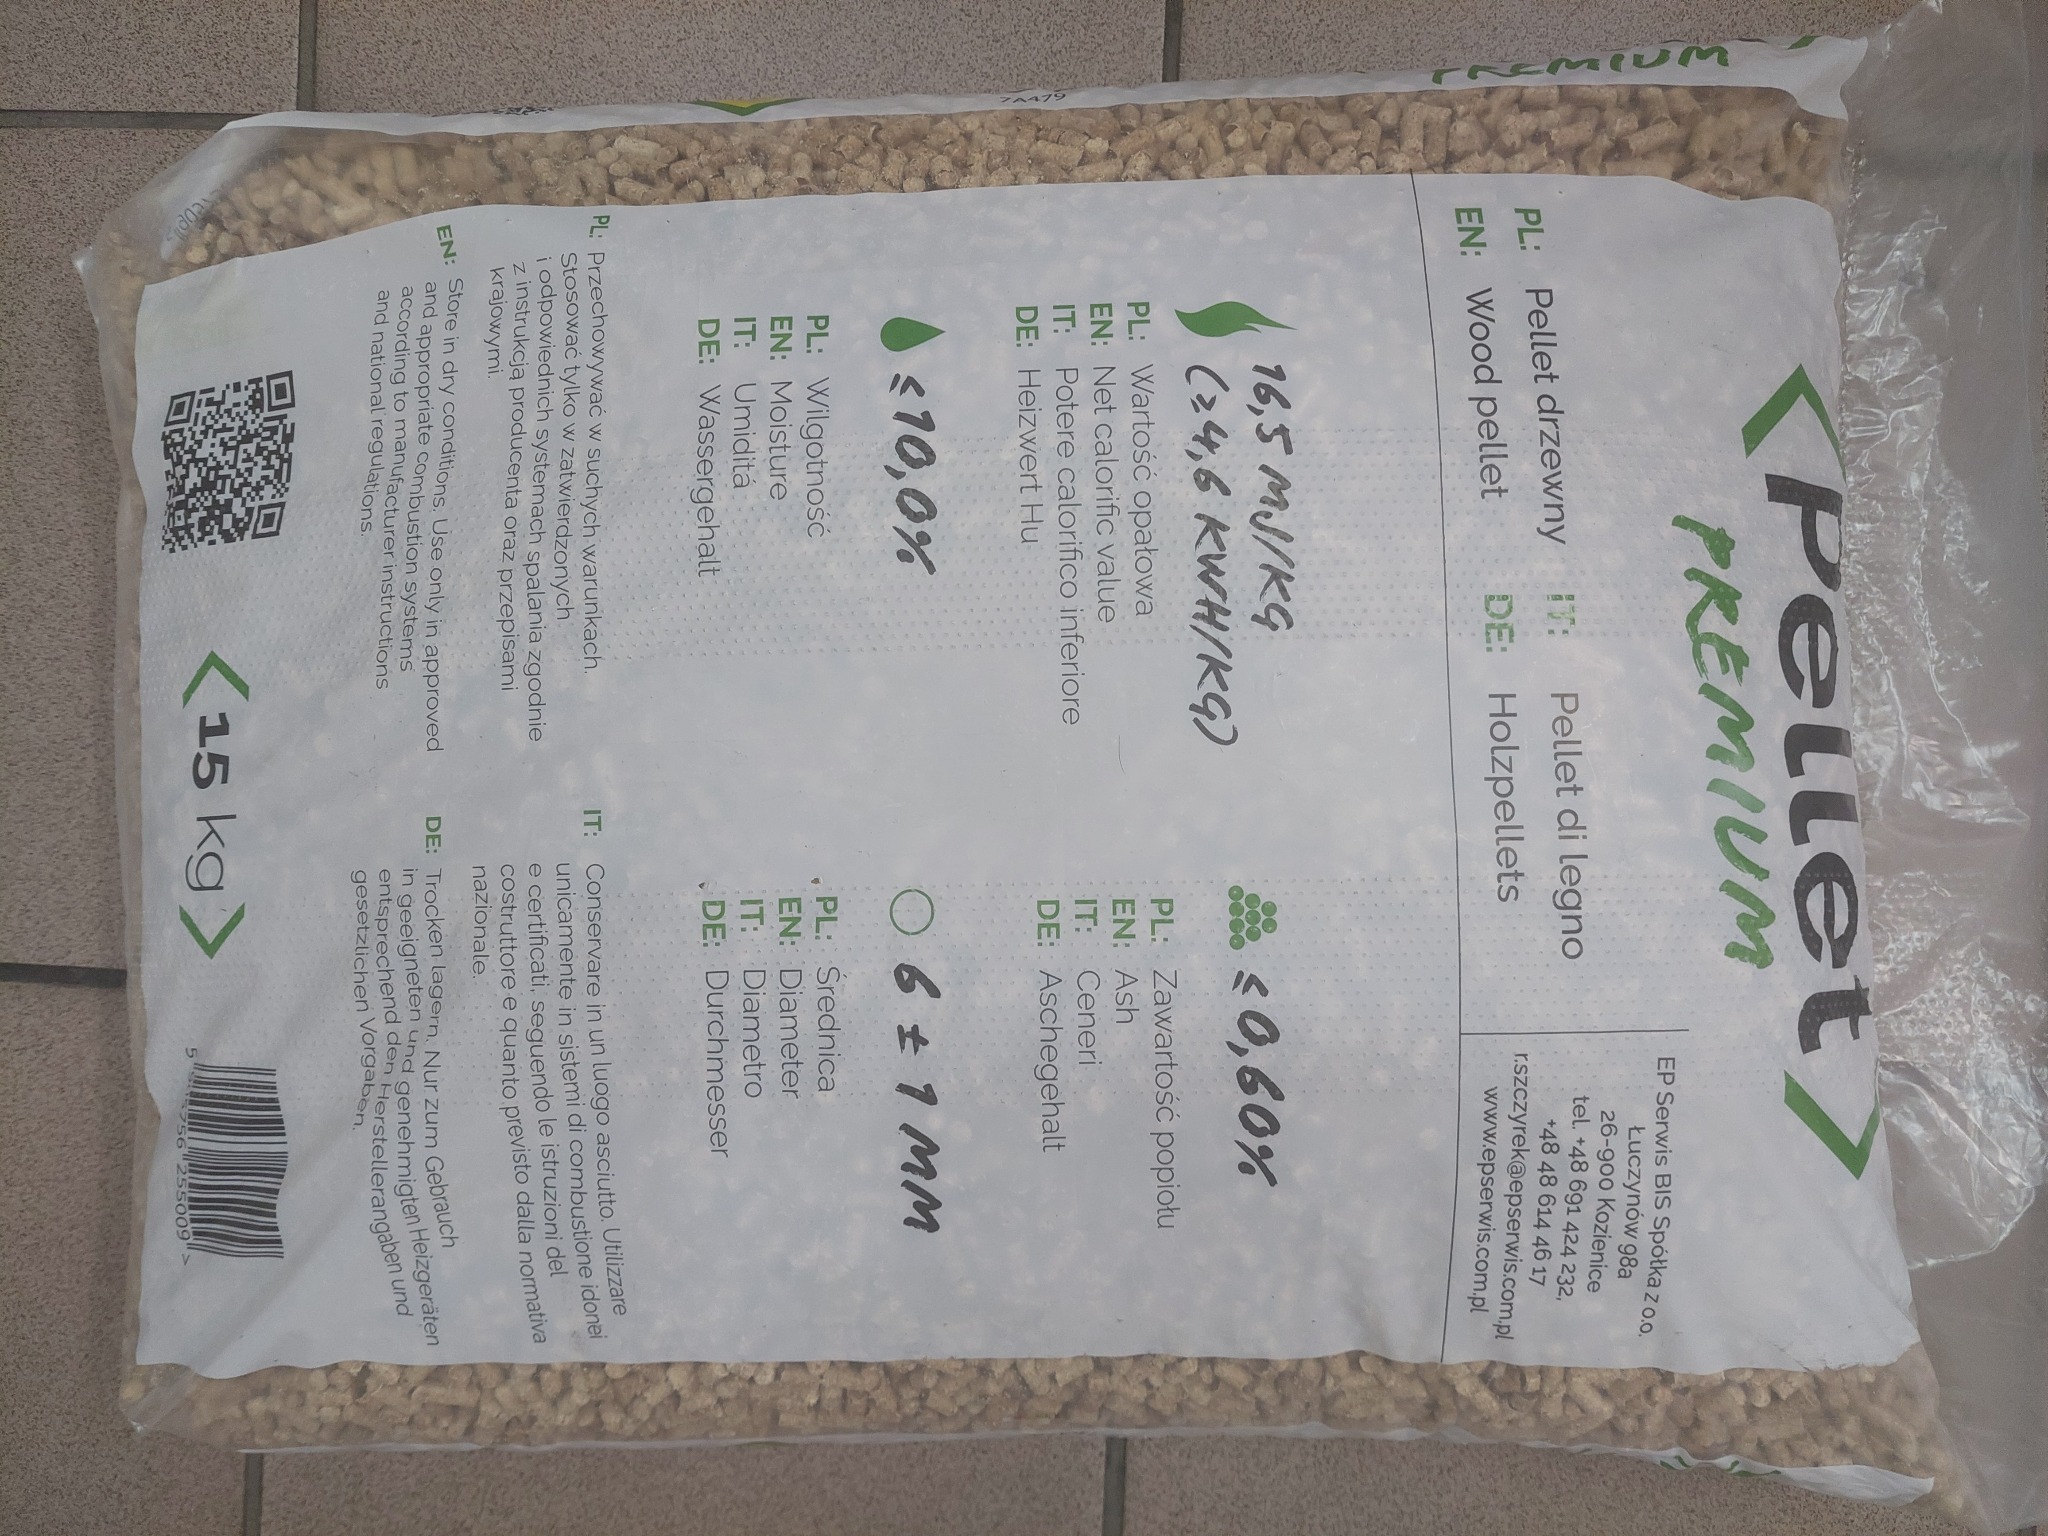 PREMIUM
7A479
Pellet
PREMIUM
PL: Pellet drzewny
EN: Wood pellet
IT: Pellet di legno
DE: Holzpellets
EP Serwis BIS Spółka z o.o.
Łuczynów 98a
26-900 Kozienice
tel. +48 691 424 232,
+48 48 614 46 17
r.szczyrek@epserwis.com.pl
www.epserwis.com.pl
16,5 MJ/KG
(≥4,6 KWH/KG)
PL: Wartość opałowa
EN: Net calorific value
IT: Potere calorifico inferiore
DE: Heizwert Hu
≤ 0,60%
PL: Zawartość popiołu
EN: Ash
IT: Ceneri
DE: Aschegehalt
≤ 10,0%
PL: Wilgotność
EN: Moisture
IT: Umiditá
DE: Wassergehalt
6 ± 1 MM
PL: Średnica
EN: Diameter
IT: Diametro
DE: Durchmesser
PL: Przechowywać w suchych warunkach.
Stosować tylko w zatwierdzonych
i odpowiednich systemach spalania zgodnie
z instrukcją producenta oraz przepisami
krajowymi.
EN: Store in dry conditions. Use only in approved
and appropriate combustion systems
according to manufacturer instructions
and national regulations.
IT: Conservare in un luogo asciutto. Utilizzare
unicamente in sistemi di combustione idonei
e certificati, seguendo le istruzioni del
costruttore e quanto previsto dalla normativa
nazionale.
DE: Trocken lagern. Nur zum Gebrauch
in geeigneten und genehmigten Heizgeräten
entsprechend den Herstellerangaben und
gesetzlichen Vorgaben.
15 kg
255009 >